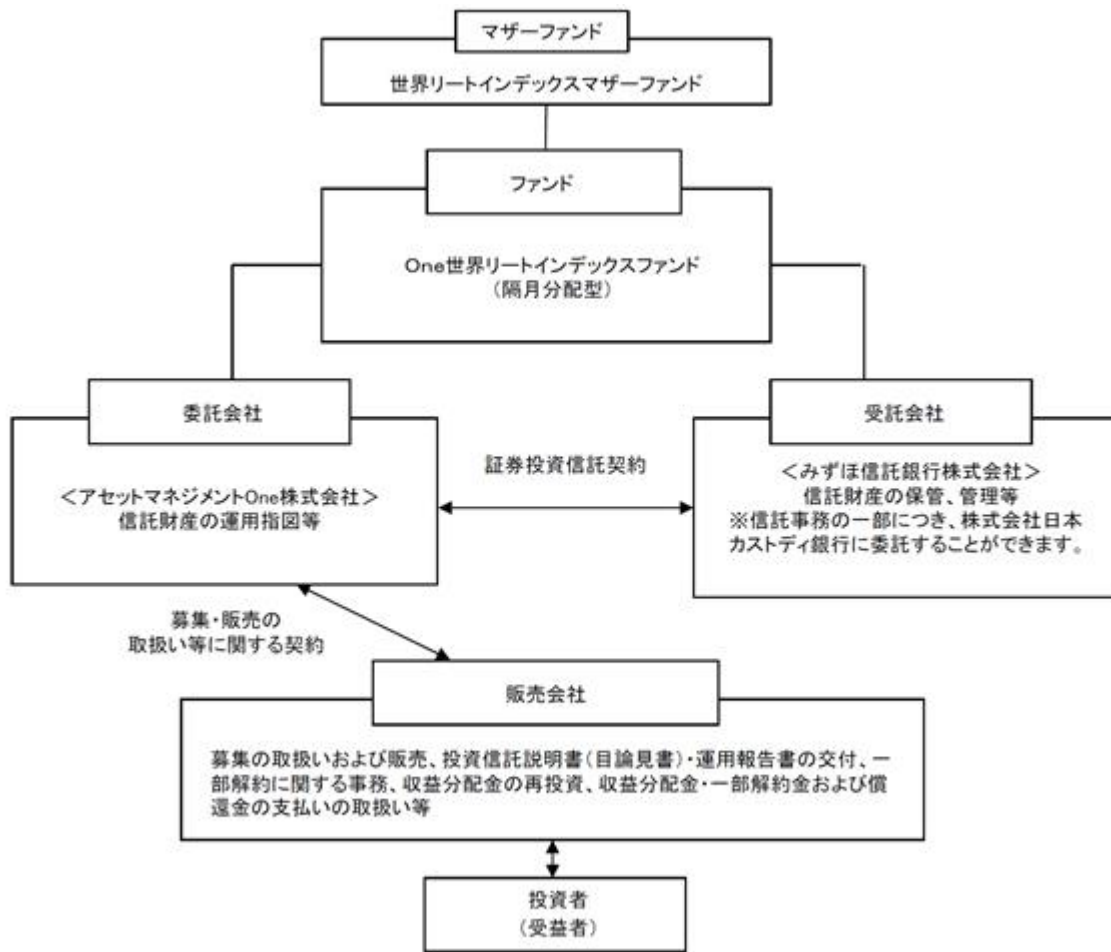 マザーファンド
世界リートインデックスマザーファンド
ファンド
One世界リートインデックスファンド
（隔月分配型）
委託会社
＜アセットマネジメントOne株式会社＞
信託財産の運用指図等
証券投資信託契約
受託会社
＜みずほ信託銀行株式会社＞
信託財産の保管、管理等
※信託事務の一部につき、株式会社日本
カストディ銀行に委託することができます。
募集・販売の
取扱い等に関する契約
販売会社
募集の取扱いおよび販売、投資信託説明書（目論見書）・運用報告書の交付、一
部解約に関する事務、収益分配金の再投資、収益分配金・一部解約金および償
還金の支払いの取扱い等
投資者
（受益者）